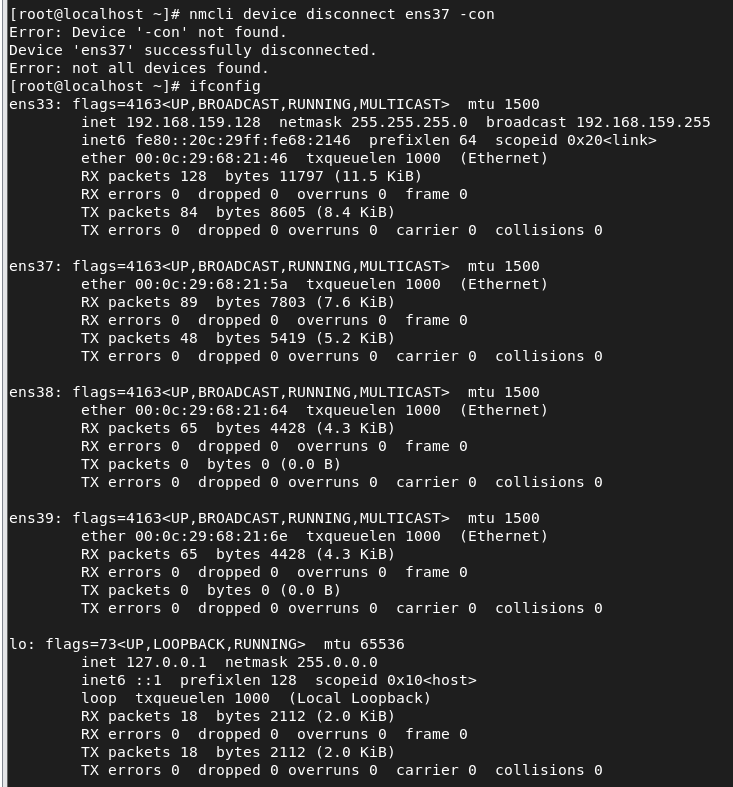 [root@localhost ~]# nmcli device disconnect ens37 -con
Error: Device '-con' not found.
Device 'ens37' successfully disconnected.
Error: not all devices found.
[root@localhost ~]# ifconfig
ens33: flags=4163<UP,BROADCAST,RUNNING,MULTICAST>  mtu 1500
        inet 192.168.159.128  netmask 255.255.255.0  broadcast 192.168.159.255
        inet6 fe80::20c:29ff:fe68:2146  prefixlen 64  scopeid 0x20<link>
        ether 00:0c:29:68:21:46  txqueuelen 1000  (Ethernet)
        RX packets 128  bytes 11797 (11.5 KiB)
        RX errors 0  dropped 0  overruns 0  frame 0
        TX packets 84  bytes 8605 (8.4 KiB)
        TX errors 0  dropped 0 overruns 0  carrier 0  collisions 0

ens37: flags=4163<UP,BROADCAST,RUNNING,MULTICAST>  mtu 1500
        ether 00:0c:29:68:21:5a  txqueuelen 1000  (Ethernet)
        RX packets 89  bytes 7803 (7.6 KiB)
        RX errors 0  dropped 0  overruns 0  frame 0
        TX packets 48  bytes 5419 (5.2 KiB)
        TX errors 0  dropped 0 overruns 0  carrier 0  collisions 0

ens38: flags=4163<UP,BROADCAST,RUNNING,MULTICAST>  mtu 1500
        ether 00:0c:29:68:21:64  txqueuelen 1000  (Ethernet)
        RX packets 65  bytes 4428 (4.3 KiB)
        RX errors 0  dropped 0  overruns 0  frame 0
        TX packets 0  bytes 0 (0.0 B)
        TX errors 0  dropped 0 overruns 0  carrier 0  collisions 0

ens39: flags=4163<UP,BROADCAST,RUNNING,MULTICAST>  mtu 1500
        ether 00:0c:29:68:21:6e  txqueuelen 1000  (Ethernet)
        RX packets 65  bytes 4428 (4.3 KiB)
        RX errors 0  dropped 0  overruns 0  frame 0
        TX packets 0  bytes 0 (0.0 B)
        TX errors 0  dropped 0 overruns 0  carrier 0  collisions 0

lo: flags=73<UP,LOOPBACK,RUNNING>  mtu 65536
        inet 127.0.0.1  netmask 255.0.0.0
        inet6 ::1  prefixlen 128  scopeid 0x10<host>
        loop  txqueuelen 1000  (Local Loopback)
        RX packets 18  bytes 2112 (2.0 KiB)
        RX errors 0  dropped 0  overruns 0  frame 0
        TX packets 18  bytes 2112 (2.0 KiB)
        TX errors 0  dropped 0 overruns 0  carrier 0  collisions 0